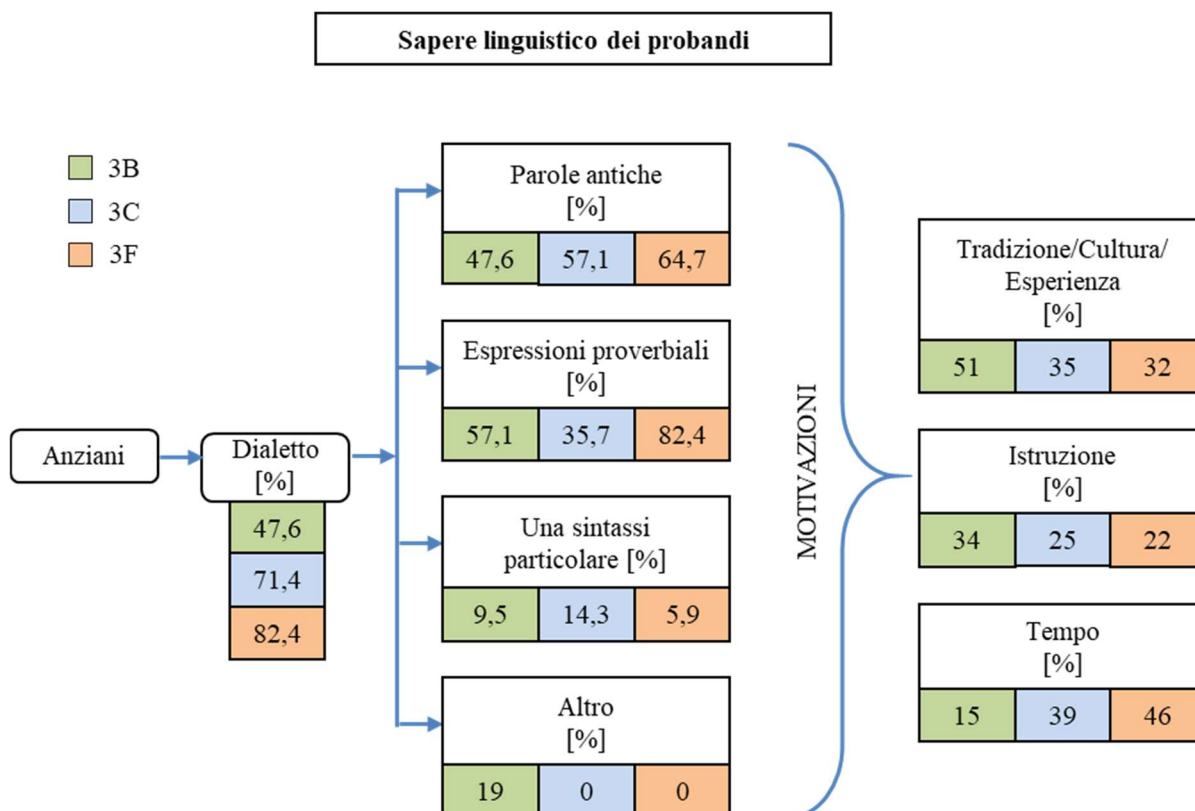 Sapere linguistico dei probandi
3B
3C
3F
Anziani
Dialetto
[%]
47,6
71,4
82,4
Parole antiche
[%]
47,6 57,1 64,7
Espressioni proverbiali
[%]
57,1 35,7 82,4
Una sintassi
particolare [%]
9,5 14,3 5,9
Altro
[%]
19 0 0
MOTIVAZIONI
Tradizione/Cultura/
Esperienza
[%]
51 35 32
Istruzione
[%]
34 25 22
Tempo
[%]
15 39 46